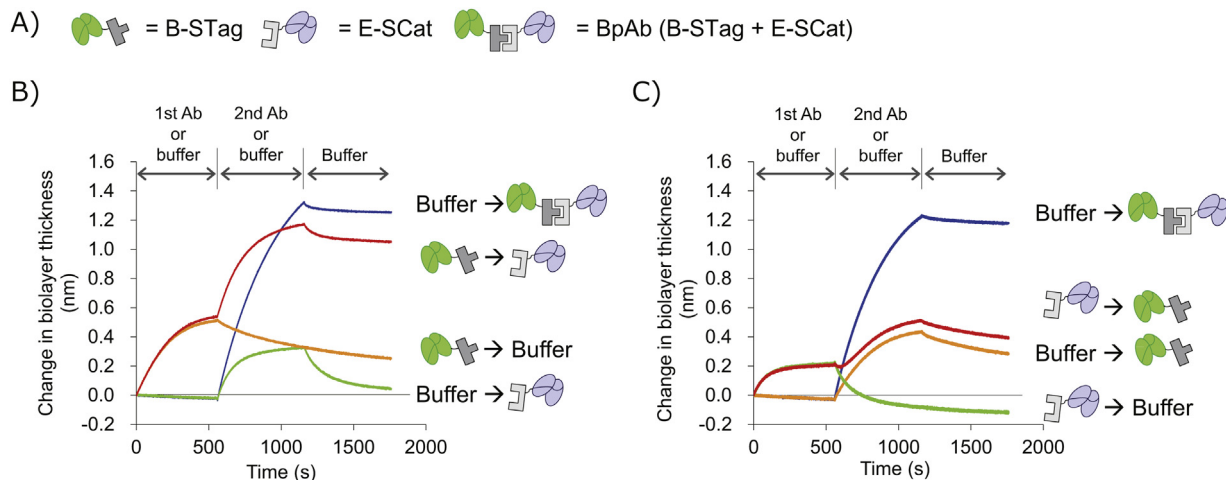 A) = B-STag = E-SCat = BpAb (B-STag + E-SCat)
B)
1st Ab
or
buffer
2nd Ab
or
buffer
Buffer
Change in biolayer thickness
(nm)
1.6
1.4
1.2
1.0
0.8
0.6
0.4
0.2
0.0
-0.2
0 500 1000 1500 2000
Time (s)
Buffer →
→
→ Buffer
Buffer →
C)
1st Ab
or
buffer
2nd Ab
or
buffer
Buffer
Change in biolayer thickness
(nm)
1.6
1.4
1.2
1.0
0.8
0.6
0.4
0.2
0.0
-0.2
0 500 1000 1500 2000
Time (s)
Buffer →
→
Buffer →
→ Buffer